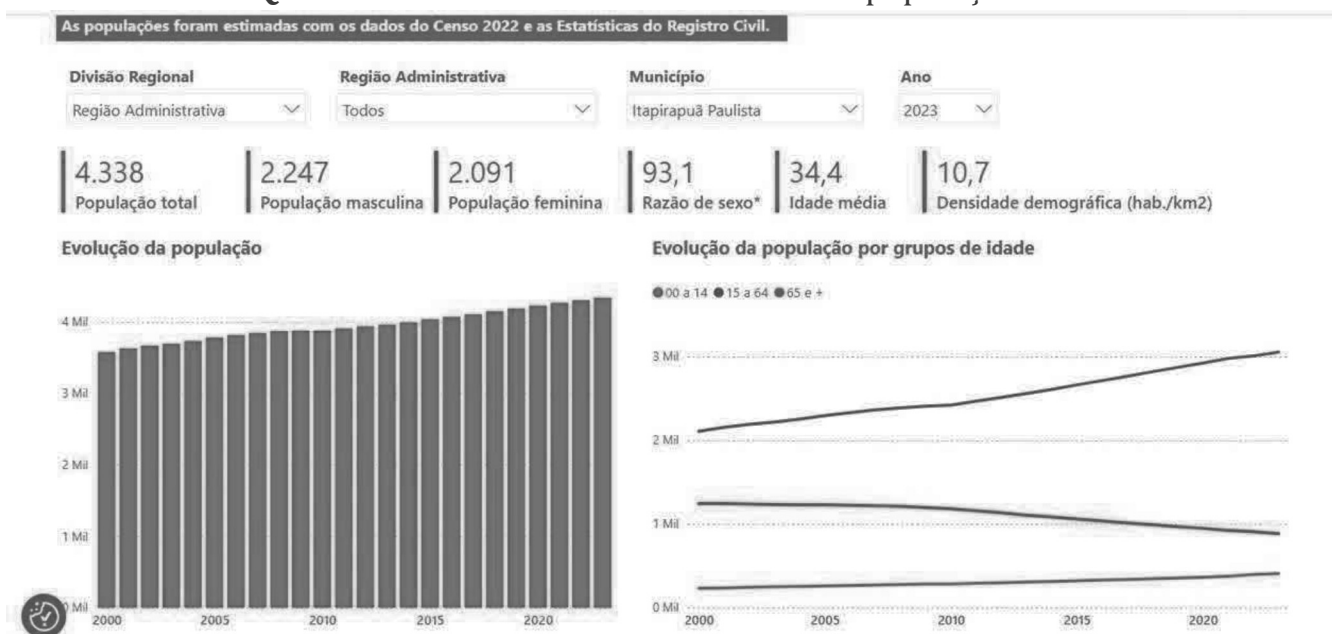 As populações foram estimadas com os dados do Censo 2022 e as Estatísticas do Registro Civil.
Divisão Regional Região Administrativa Município Ano
Região Administrativa Todos Itapirapuã Paulista 2023
4.338 2.247 2.091 93,1 34,4 10,7
População total População masculina População feminina Razão de sexo* Idade média Densidade demográfica (hab./km2)
Evolução da população
4 Mil
3 Mil
2 Mil
1 Mil
0 Mil
2000 2005 2010 2015 2020
Evolução da população por grupos de idade
00 a 14 15 a 64 65 e +
3 Mil
2 Mil
1 Mil
0 Mil
2000 2005 2010 2015 2020